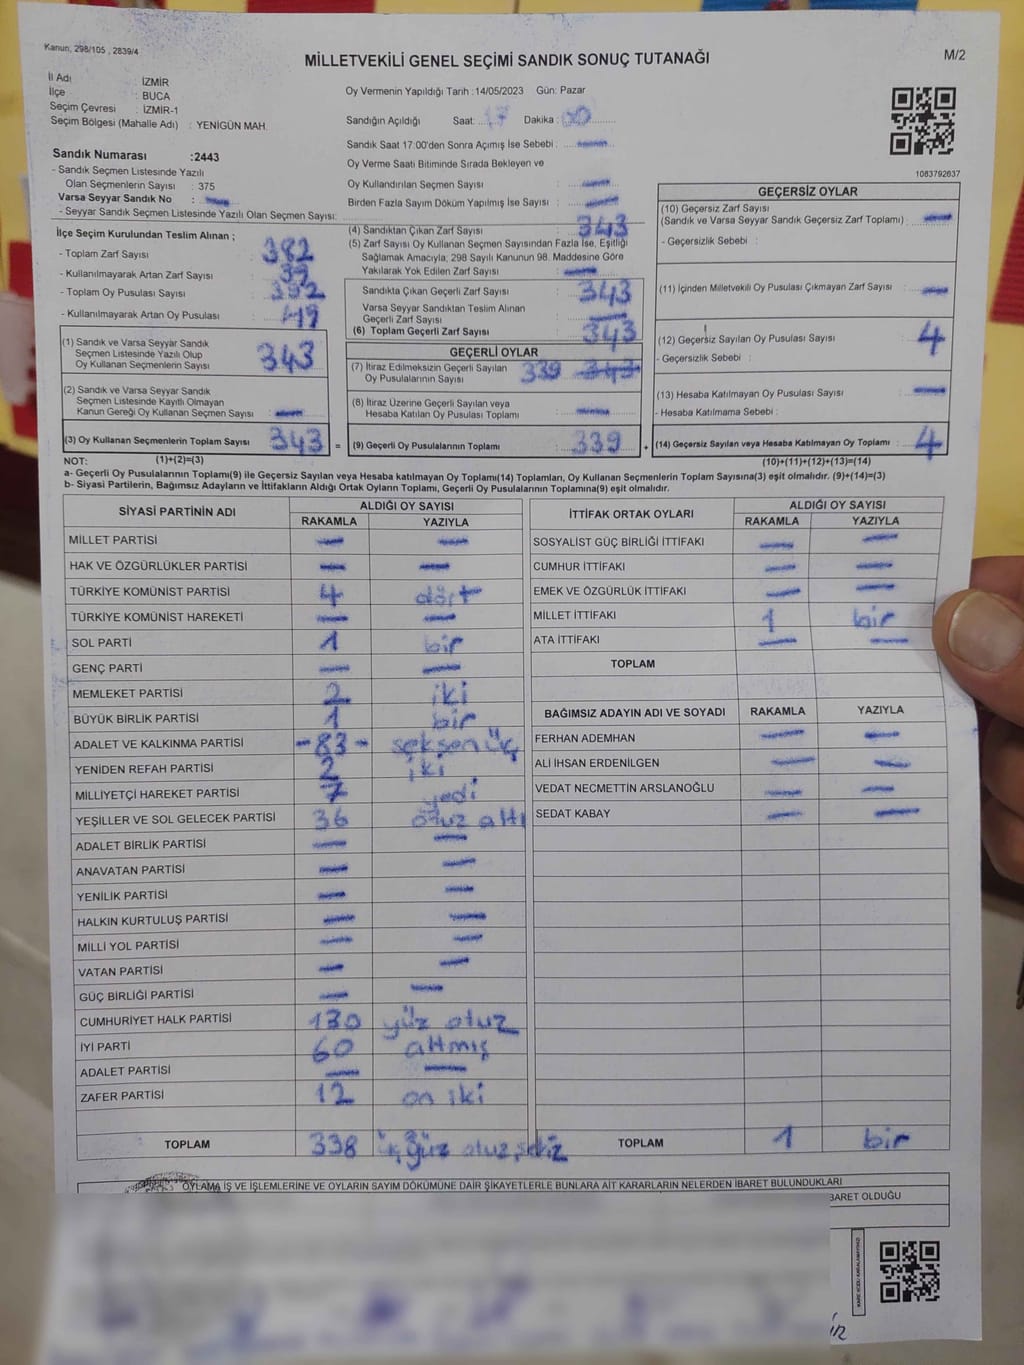 Kanun, 298/105 , 2839/4
MİLLETVEKİLİ GENEL SEÇİMİ SANDIK SONUÇ TUTANAĞI
M/2
İl Adı : İZMİR
İlçe : BUCA
Seçim Çevresi : İZMİR-1
Seçim Bölgesi (Mahalle Adı) : YENİGÜN MAH.
Oy Vermenin Yapıldığı Tarih :14/05/2023 Gün: Pazar
Sandığın Açıldığı Saat: 17 Dakika : 00
Sandık Saat 17:00'den Sonra Açımış İse Sebebi : —
Oy Verme Saati Bitiminde Sırada Bekleyen ve
Oy Kullandırılan Seçmen Sayısı : —
Birden Fazla Sayım Döküm Yapılmış İse Sayısı : —
1083792637
Sandık Numarası :2443
- Sandık Seçmen Listesinde Yazılı
Olan Seçmenlerin Sayısı : 375
Varsa Seyyar Sandık No : —
- Seyyar Sandık Seçmen Listesinde Yazılı Olan Seçmen Sayısı:
İlçe Seçim Kurulundan Teslim Alınan ;
- Toplam Zarf Sayısı : 382
- Kullanılmayarak Artan Zarf Sayısı : 39
- Toplam Oy Pusulası Sayısı : 392
- Kullanılmayarak Artan Oy Pusulası : 49
(1) Sandık ve Varsa Seyyar Sandık
Seçmen Listesinde Yazılı Olup
Oy Kullanan Seçmenlerin Sayısı : 343
(2) Sandık ve Varsa Seyyar Sandık
Seçmen Listesinde Kayıtlı Olmayan
Kanun Gereği Oy Kullanan Seçmen Sayısı : —
(3) Oy Kullanan Seçmenlerin Toplam Sayısı : 343 =
(4) Sandıktan Çıkan Zarf Sayısı : 343
(5) Zarf Sayısı Oy Kullanan Seçmen Sayısından Fazla İse, Eşitliği
Sağlamak Amacıyla, 298 Sayılı Kanunun 98. Maddesine Göre
Yakılarak Yok Edilen Zarf Sayısı : —
Sandıkta Çıkan Geçerli Zarf Sayısı : 343
Varsa Seyyar Sandıktan Teslim Alınan
Geçerli Zarf Sayısı : —
(6) Toplam Geçerli Zarf Sayısı : 343
GEÇERLİ OYLAR
(7) İtiraz Edilmeksizin Geçerli Sayılan
Oy Pusulalarının Sayısı : 339 343
(8) İtiraz Üzerine Geçerli Sayılan veya
Hesaba Katılan Oy Pusulası Toplamı : —
(9) Geçerli Oy Pusulalarının Toplamı : 339 +
GEÇERSİZ OYLAR
(10) Geçersiz Zarf Sayısı
(Sandık ve Varsa Seyyar Sandık Geçersiz Zarf Toplamı) : —
- Geçersizlik Sebebi :
(11) İçinden Milletvekili Oy Pusulası Çıkmayan Zarf Sayısı : —
(12) Geçersiz Sayılan Oy Pusulası Sayısı : 4
- Geçersizlik Sebebi :
(13) Hesaba Katılmayan Oy Pusulası Sayısı : —
- Hesaba Katılmama Sebebi :
(14) Geçersiz Sayılan veya Hesaba Katılmayan Oy Toplamı : 4
NOT: (1)+(2)=(3)
(10)+(11)+(12)+(13)=(14)
a- Geçerli Oy Pusulalarının Toplamı(9) ile Geçersiz Sayılan veya Hesaba katılmayan Oy Toplamı(14) Toplamları, Oy Kullanan Seçmenlerin Toplam Sayısına(3) eşit olmalıdır. (9)+(14)=(3)
b- Siyasi Partilerin, Bağımsız Adayların ve İttifakların Aldığı Ortak Oyların Toplamı, Geçerli Oy Pusulalarının Toplamına(9) eşit olmalıdır.
SİYASİ PARTİNİN ADI ALDIĞI OY SAYISI
RAKAMLA YAZIYLA
MİLLET PARTİSİ — —
HAK VE ÖZGÜRLÜKLER PARTİSİ — —
TÜRKİYE KOMÜNİST PARTİSİ 4 dört
TÜRKİYE KOMÜNİST HAREKETİ — —
SOL PARTİ 1 bir
GENÇ PARTİ — —
MEMLEKET PARTİSİ 2 iki
BÜYÜK BİRLİK PARTİSİ 1 bir
ADALET VE KALKINMA PARTİSİ -83- seksen üç
YENİDEN REFAH PARTİSİ 2 iki
MİLLİYETÇİ HAREKET PARTİSİ 7 yedi
YEŞİLLER VE SOL GELECEK PARTİSİ 36 otuz altı
ADALET BİRLİK PARTİSİ — —
ANAVATAN PARTİSİ — —
YENİLİK PARTİSİ — —
HALKIN KURTULUŞ PARTİSİ — —
MİLLİ YOL PARTİSİ — —
VATAN PARTİSİ — —
GÜÇ BİRLİĞİ PARTİSİ — —
CUMHURİYET HALK PARTİSİ 130 yüz otuz
İYİ PARTİ 60 altmış
ADALET PARTİSİ — —
ZAFER PARTİSİ 12 on iki
TOPLAM 338 üç yüz otuz sekiz
İTTİFAK ORTAK OYLARI ALDIĞI OY SAYISI
RAKAMLA YAZIYLA
SOSYALİST GÜÇ BİRLİĞİ İTTİFAKI — —
CUMHUR İTTİFAKI — —
EMEK VE ÖZGÜRLÜK İTTİFAKI — —
MİLLET İTTİFAKI 1 bir
ATA İTTİFAKI — —
TOPLAM
BAĞIMSIZ ADAYIN ADI VE SOYADI RAKAMLA YAZIYLA
FERHAN ADEMHAN — —
ALİ İHSAN ERDENİLGEN — —
VEDAT NECMETTİN ARSLANOĞLU — —
SEDAT KABAY — —
TOPLAM 1 bir
OYLAMA İŞ VE İŞLEMLERİNE VE OYLARIN SAYIM DÖKÜMÜNE DAİR ŞİKAYETLERLE BUNLARA AİT KARARLARIN NELERDEN İBARET BULUNDUKLARI
BARET OLDUĞU